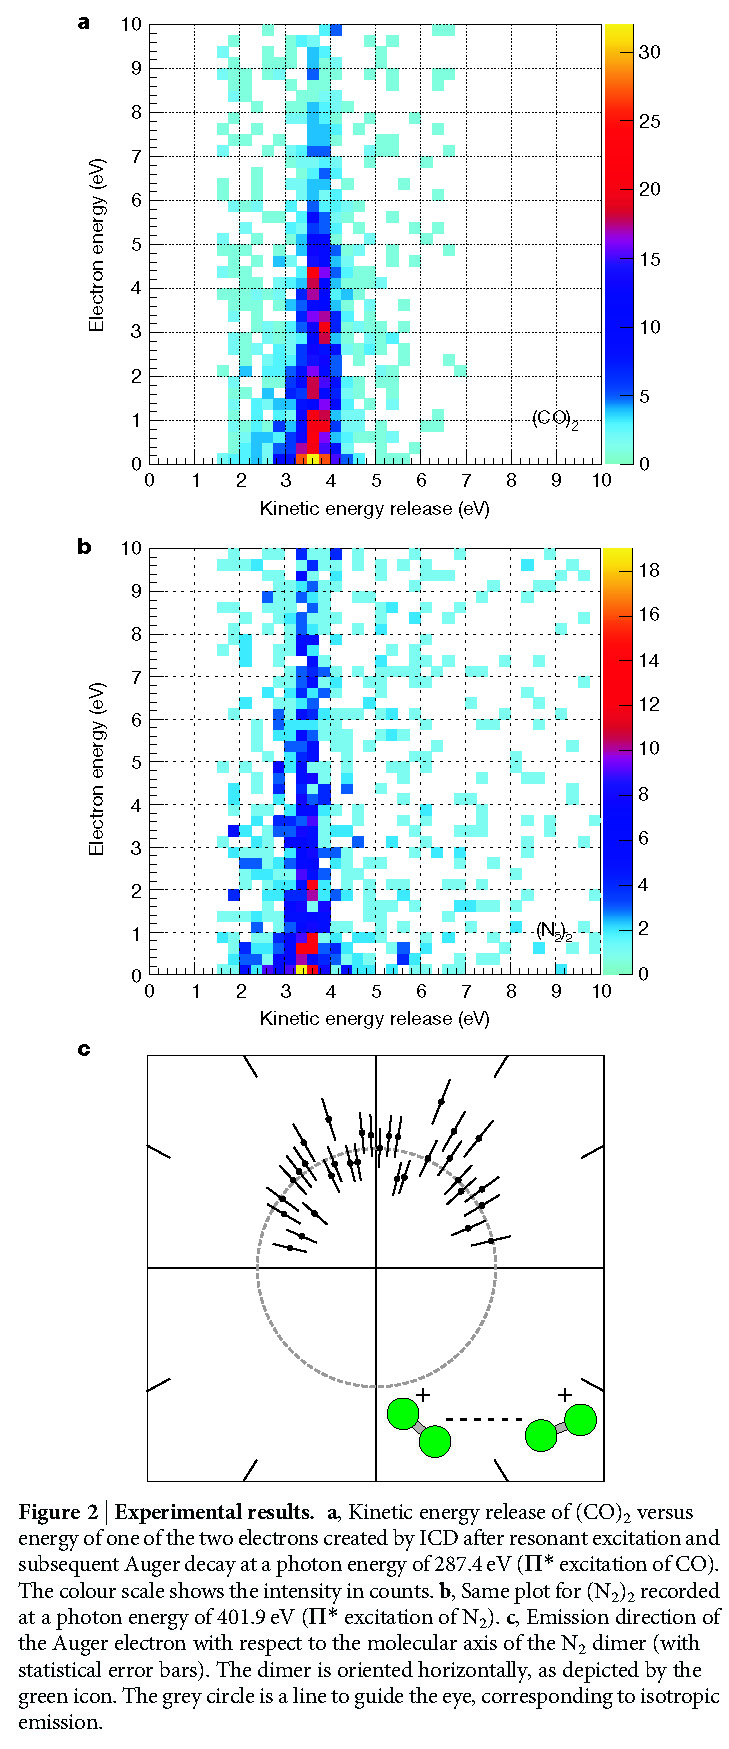 a
10
9
8
7
6
5
4
3
2
1
0
Electron energy (eV)
30
25
20
15
10
5
0
(CO)2
0 1 2 3 4 5 6 7 8 9 10
Kinetic energy release (eV)
b
10
9
8
7
6
5
4
3
2
1
0
Electron energy (eV)
18
16
14
12
10
8
6
4
2
0
(N2)2
0 1 2 3 4 5 6 7 8 9 10
Kinetic energy release (eV)
c
+ +
Figure 2 | Experimental results. a, Kinetic energy release of (CO)2 versus
energy of one of the two electrons created by ICD after resonant excitation and
subsequent Auger decay at a photon energy of 287.4 eV (Π* excitation of CO).
The colour scale shows the intensity in counts. b, Same plot for (N2)2 recorded
at a photon energy of 401.9 eV (Π* excitation of N2). c, Emission direction of
the Auger electron with respect to the molecular axis of the N2 dimer (with
statistical error bars). The dimer is oriented horizontally, as depicted by the
green icon. The grey circle is a line to guide the eye, corresponding to isotropic
emission.